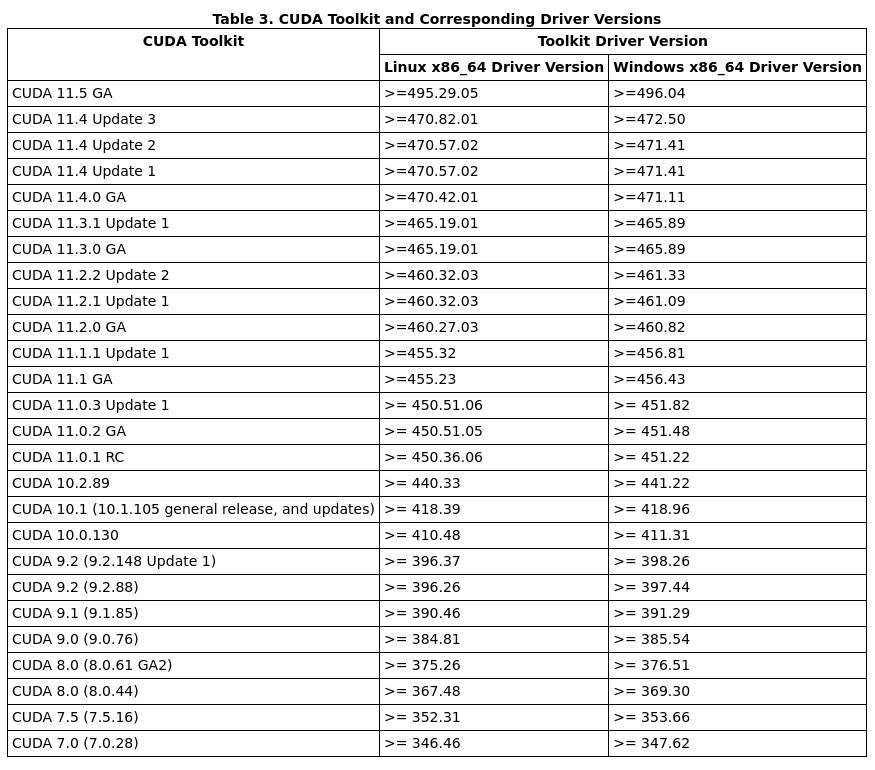 Table 3. CUDA Toolkit and Corresponding Driver Versions
CUDA Toolkit Toolkit Driver Version
Linux x86_64 Driver Version Windows x86_64 Driver Version
CUDA 11.5 GA >=495.29.05 >=496.04
CUDA 11.4 Update 3 >=470.82.01 >=472.50
CUDA 11.4 Update 2 >=470.57.02 >=471.41
CUDA 11.4 Update 1 >=470.57.02 >=471.41
CUDA 11.4.0 GA >=470.42.01 >=471.11
CUDA 11.3.1 Update 1 >=465.19.01 >=465.89
CUDA 11.3.0 GA >=465.19.01 >=465.89
CUDA 11.2.2 Update 2 >=460.32.03 >=461.33
CUDA 11.2.1 Update 1 >=460.32.03 >=461.09
CUDA 11.2.0 GA >=460.27.03 >=460.82
CUDA 11.1.1 Update 1 >=455.32 >=456.81
CUDA 11.1 GA >=455.23 >=456.43
CUDA 11.0.3 Update 1 >= 450.51.06 >= 451.82
CUDA 11.0.2 GA >= 450.51.05 >= 451.48
CUDA 11.0.1 RC >= 450.36.06 >= 451.22
CUDA 10.2.89 >= 440.33 >= 441.22
CUDA 10.1 (10.1.105 general release, and updates) >= 418.39 >= 418.96
CUDA 10.0.130 >= 410.48 >= 411.31
CUDA 9.2 (9.2.148 Update 1) >= 396.37 >= 398.26
CUDA 9.2 (9.2.88) >= 396.26 >= 397.44
CUDA 9.1 (9.1.85) >= 390.46 >= 391.29
CUDA 9.0 (9.0.76) >= 384.81 >= 385.54
CUDA 8.0 (8.0.61 GA2) >= 375.26 >= 376.51
CUDA 8.0 (8.0.44) >= 367.48 >= 369.30
CUDA 7.5 (7.5.16) >= 352.31 >= 353.66
CUDA 7.0 (7.0.28) >= 346.46 >= 347.62